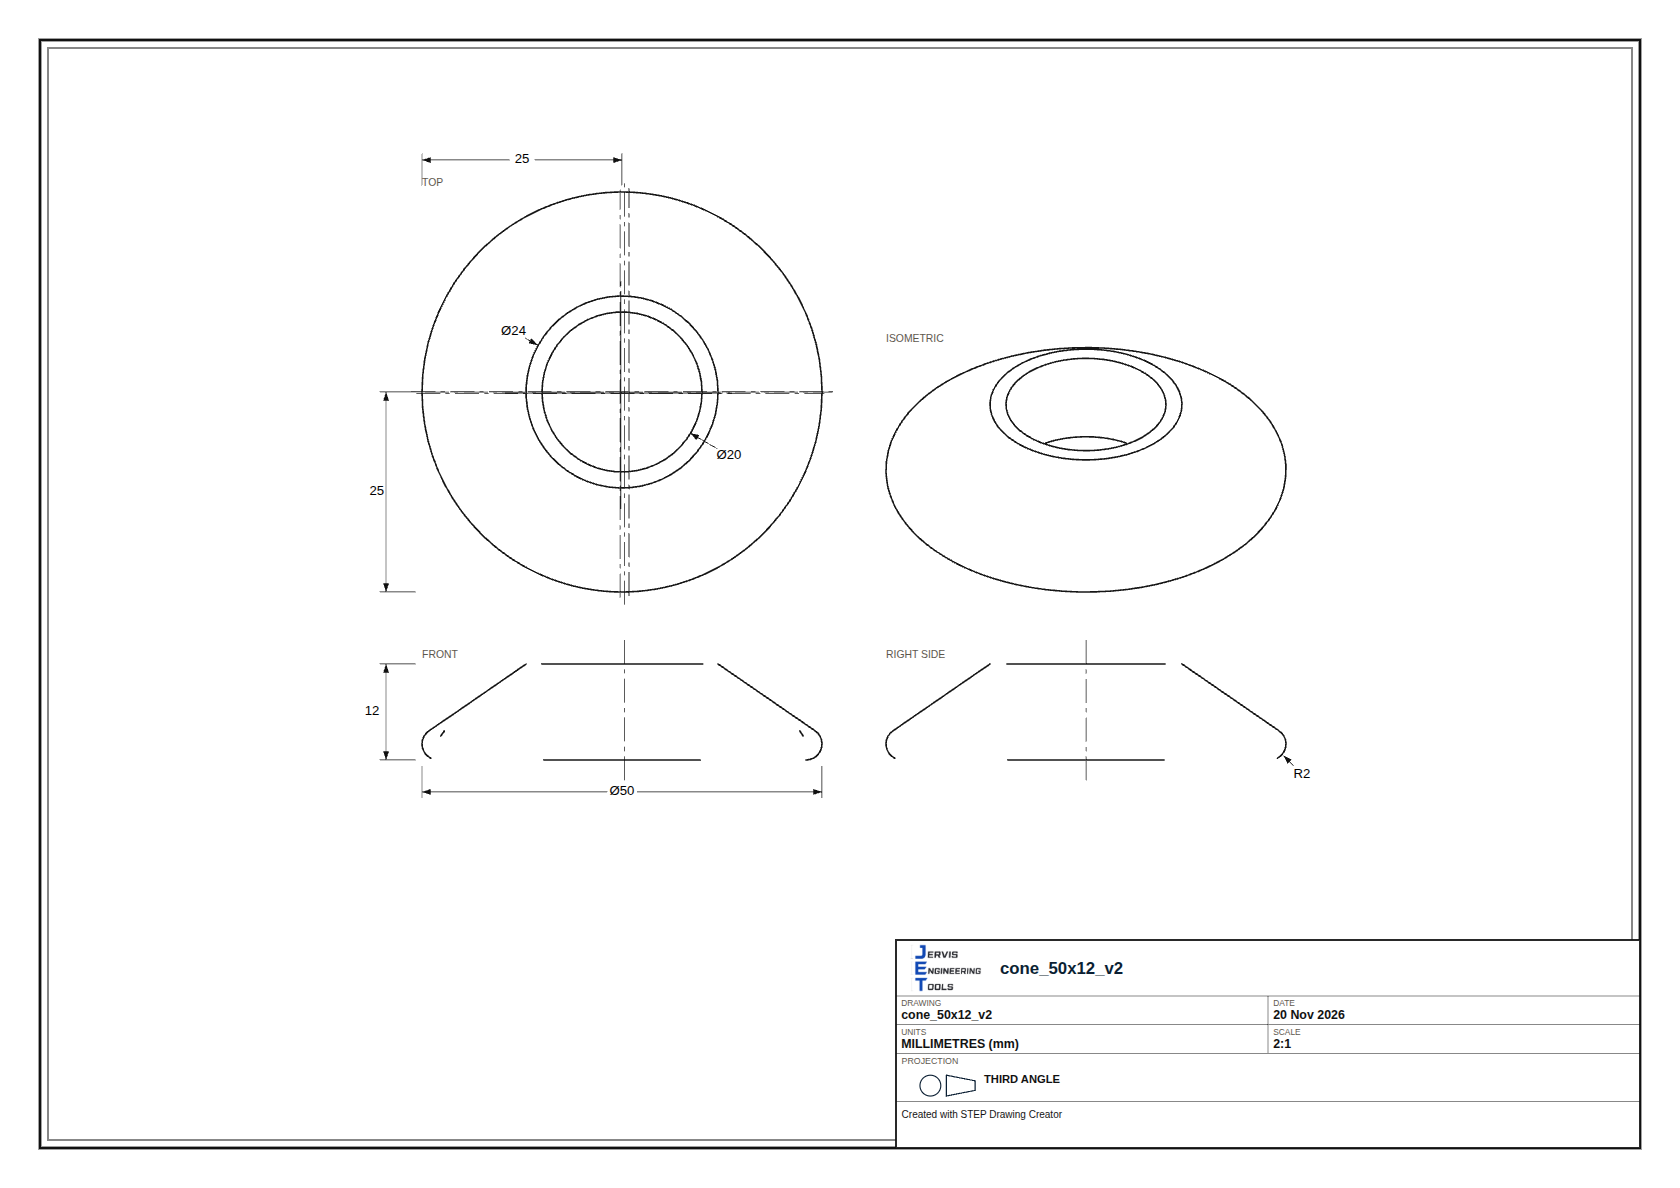 25
TOP
Ø24
Ø20
25
ISOMETRIC
FRONT
RIGHT SIDE
12
R2
Ø50
JERVIS
ENGINEERING
TOOLS
cone_50x12_v2
DRAWING
cone_50x12_v2
DATE
20 Nov 2026
UNITS
MILLIMETRES (mm)
SCALE
2:1
PROJECTION
THIRD ANGLE
Created with STEP Drawing Creator